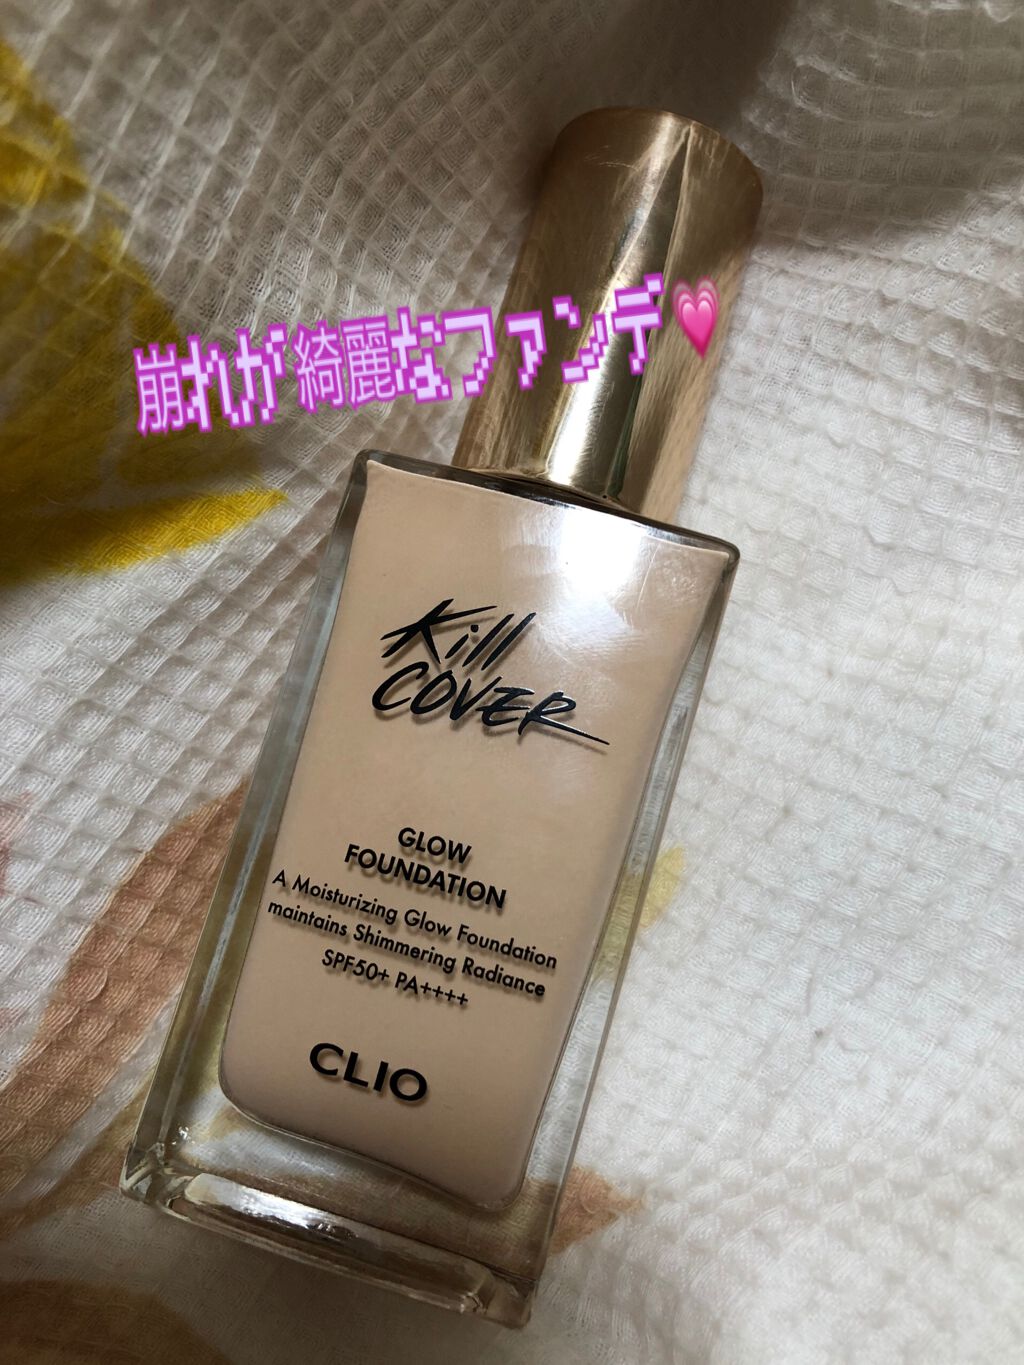 崩れが綺麗なファンデ💗
Kill
COVER
GLOW
FOUNDATION
A Moisturizing Glow Foundation
maintains Shimmering Radiance
SPF50+ PA++++
CLIO